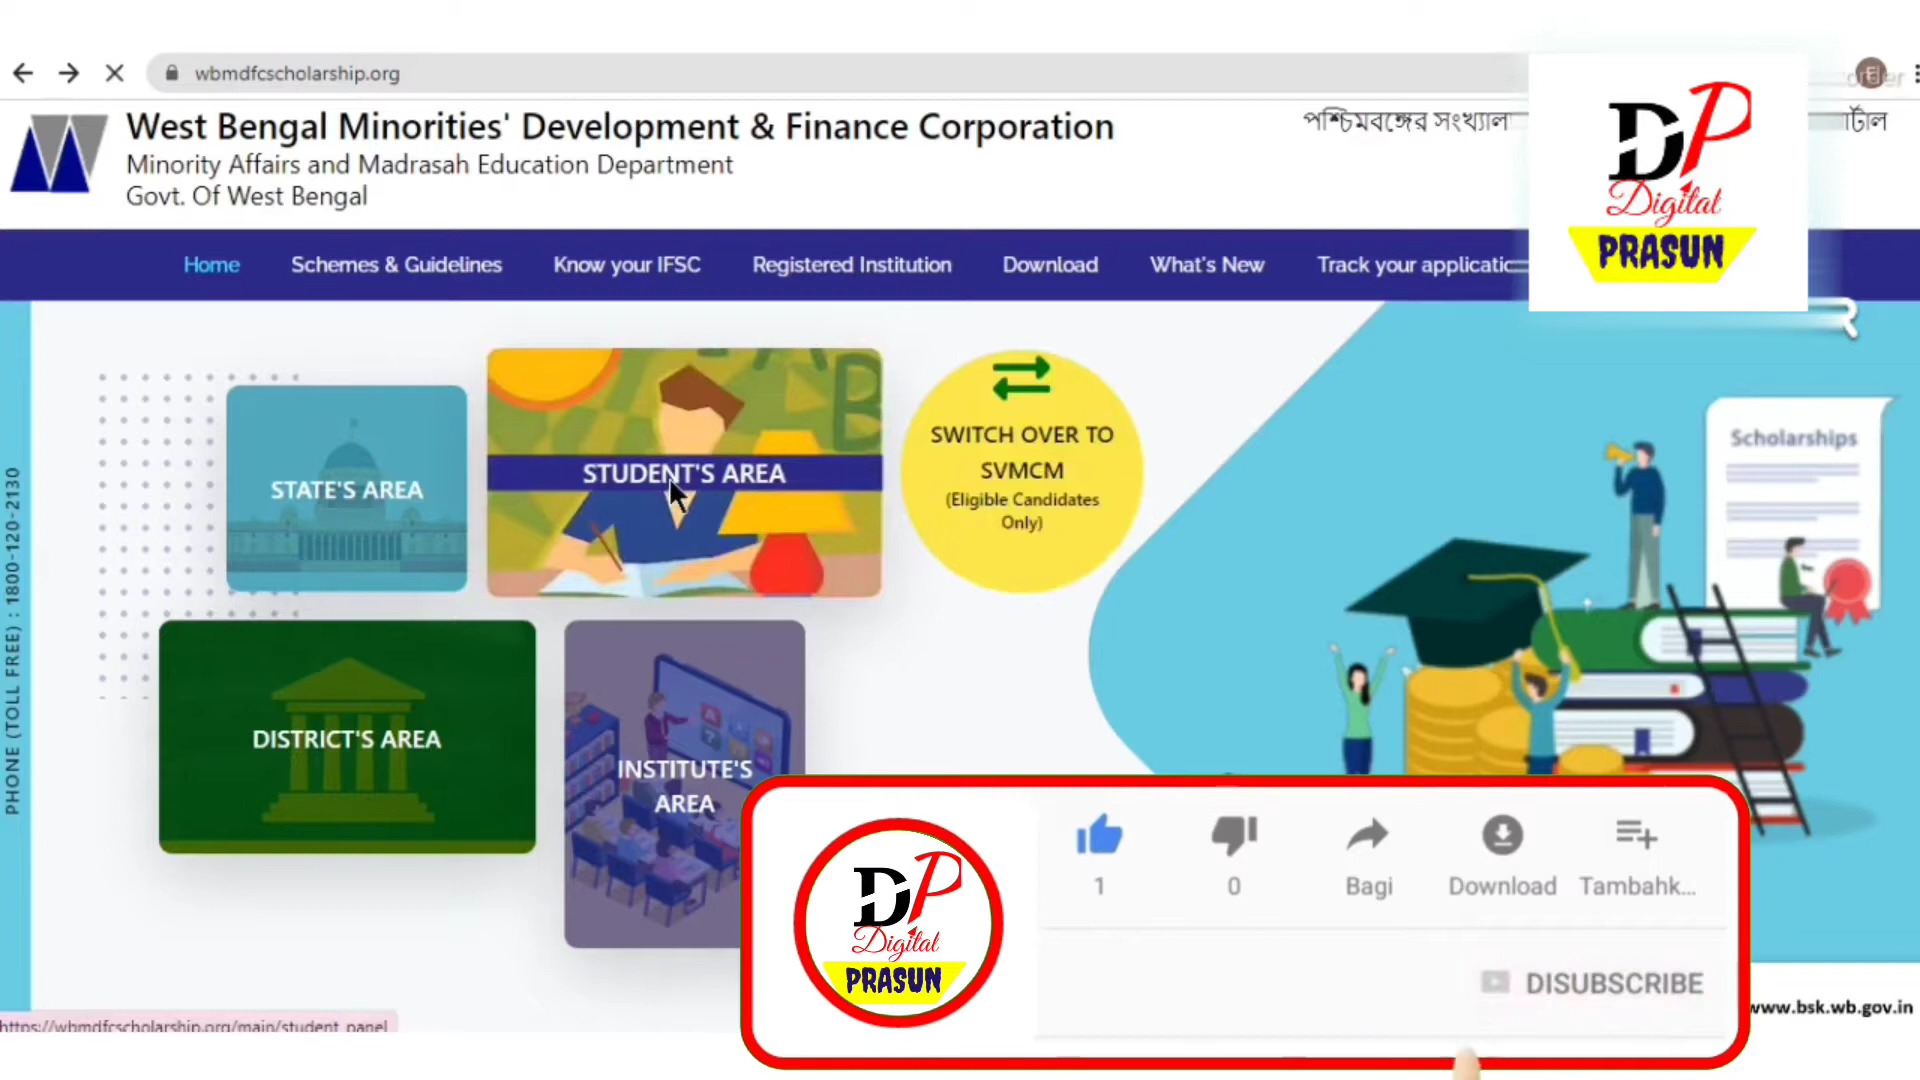 wbmdfcscholarship.org
West Bengal Minorities' Development & Finance Corporation
Minority Affairs and Madrasah Education Department
Govt. Of West Bengal
পশ্চিমবঙ্গের
DP
Digital
PRASUN
Home Schemes & Guidelines Know your IFSC Registered Institution Download What's New Track your
STATE'S AREA
STUDENT'S AREA
SWITCH OVER TO
SVMCM
(Eligible Candidates
Only)
Scholarships
PHONE (TOLL FREE) : 1800-120-2130
DISTRICT'S AREA
INSTITUTE'S
AREA
1 0 Bagi Download Tambahk...
DP
Digital
PRASUN
DISUBSCRIBE
www.bsk.wb.gov.in
https://wbmdfcscholarship.org/main/student_panel